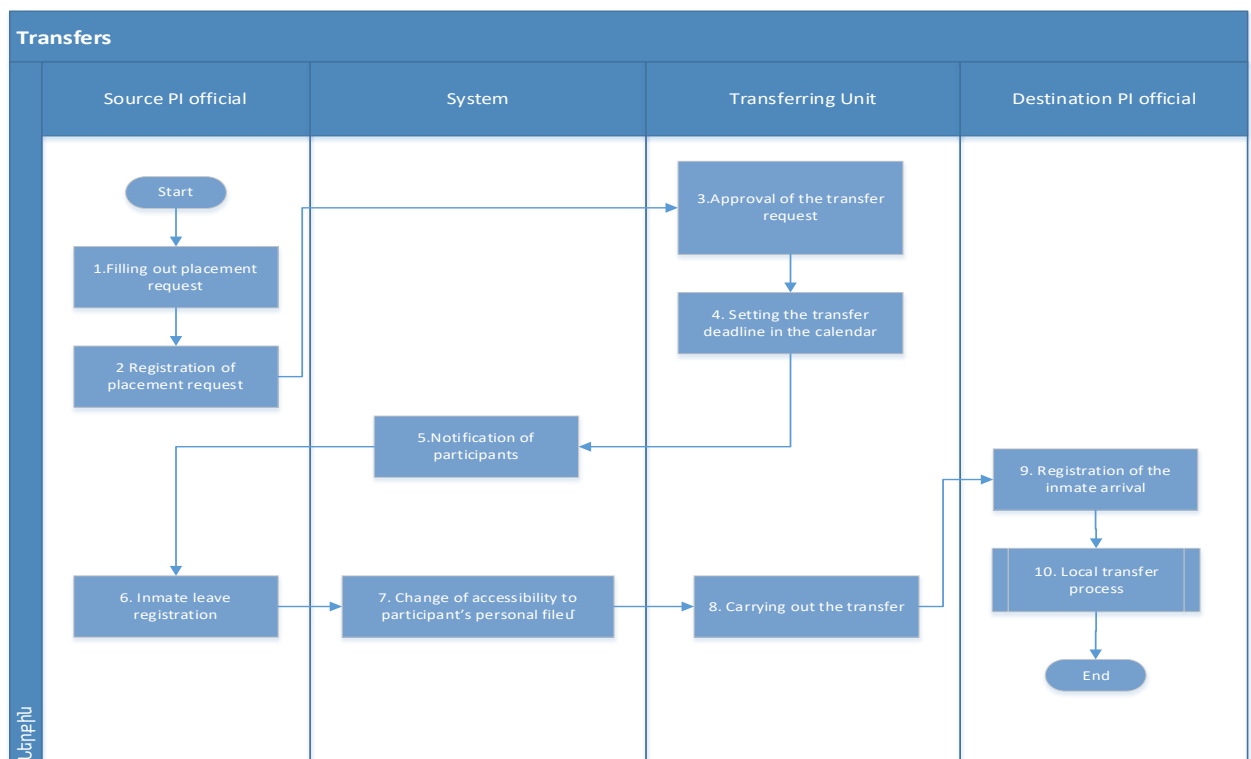 Transfers
Source PI official
System
Transferring Unit
Destination PI official
Start
1.Filling out placement
request
2 Registration of
placement request
3.Approval of the transfer
request
4. Setting the transfer
deadline in the calendar
5.Notification of
participants
6. Inmate leave
registration
7. Change of accessibility to
participant's personal fileմ
8. Carrying out the transfer
9. Registration of the
inmate arrival
10. Local transfer
process
End
Ներքին